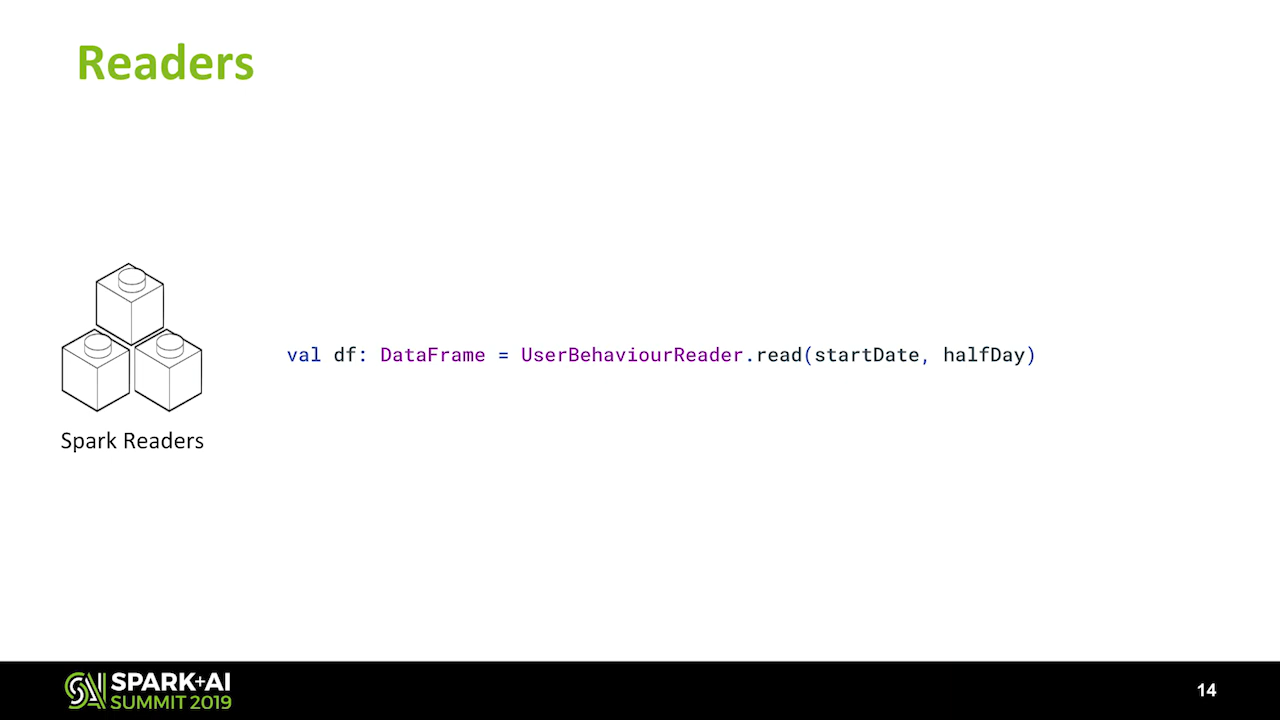 Readers
val df: DataFrame = UserBehaviourReader.read(startDate, halfDay)
Spark Readers
SPARK+AI
SUMMIT 2019
14